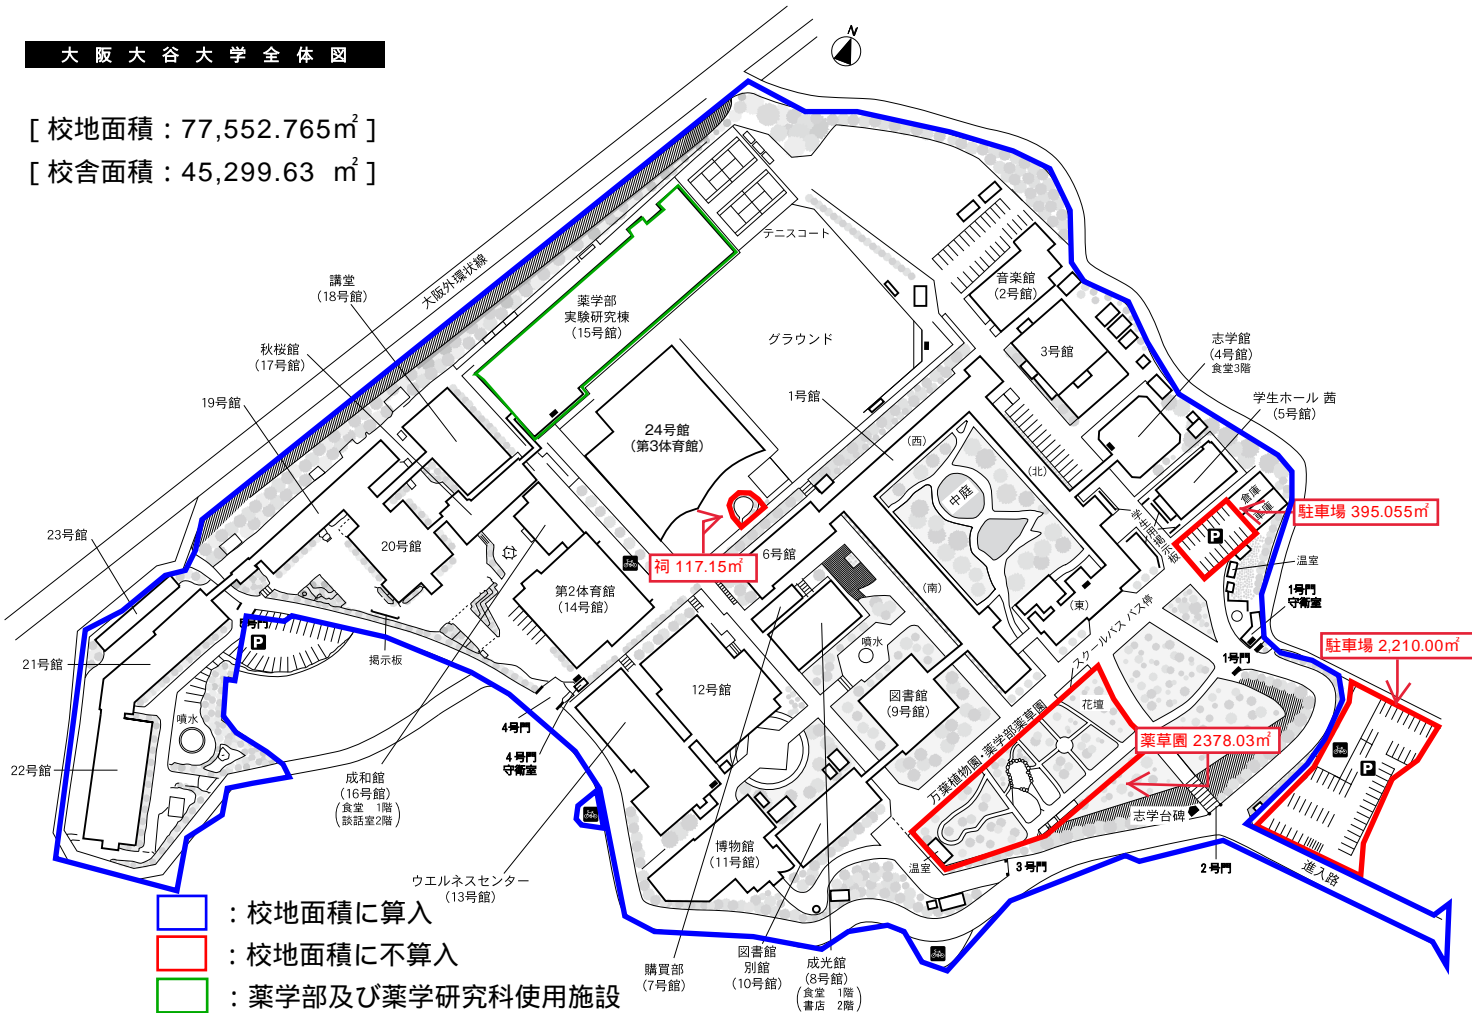 大阪大谷大学全体図
[ 校地面積：77,552.765㎡ ]
[ 校舎面積：45,299.63 ㎡ ]
N
大阪外環状線
テニスコート
講堂
(18号館)
薬学部
実験研究棟
(15号館)
グラウンド
音楽館
(2号館)
3号館
志学館
(4号館)
食堂3階
学生ホール 茜
(5号館)
秋桜館
(17号館)
19号館
1号館
24号館
(第3体育館)
(西)
(北)
中庭
倉庫
倉庫
駐車場 395.055㎡
学生用掲示板
P
温室
1号門
守衛室
23号館
20号館
祠 117.15㎡
6号館
第2体育館
(14号館)
(南)
(東)
スクールバス バス停
1号門
駐車場 2,210.00㎡
5号門
P
掲示板
21号館
噴水
12号館
噴水
図書館
(9号館)
花壇
万葉植物園・薬学部薬草園
薬草園 2378.03㎡
P
22号館
4号門
4号門
守衛室
成和館
(16号館)
(食堂 1階
談話室2階)
志学台碑
博物館
(11号館)
温室
3号門
2号門
進入路
ウエルネスセンター
(13号館)
購買部
(7号館)
図書館
別館
(10号館)
成光館
(8号館)
(食堂 1階
書店 2階)
：校地面積に算入
：校地面積に不算入
：薬学部及び薬学研究科使用施設